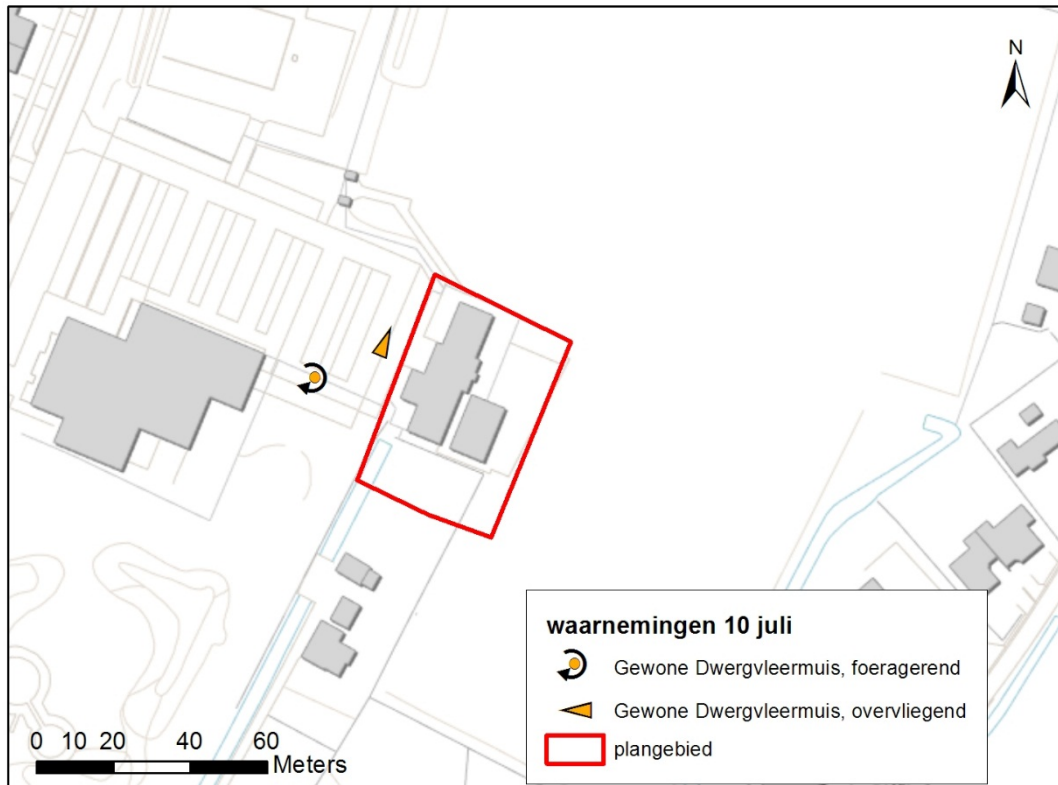 N
waarnemingen 10 juli
Gewone Dwergvleermuis, foeragerend
Gewone Dwergvleermuis, overvliegend
plangebied
0 10 20 40 60
Meters